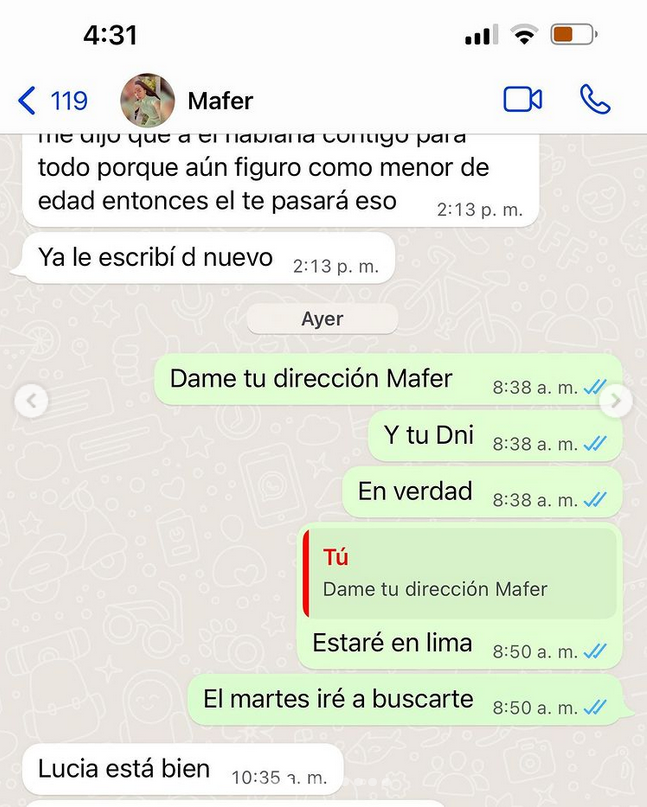 4:31
119
Mafer
me dijo que a el hablaría contigo para
todo porque aún figuro como menor de
edad entonces el te pasará eso 2:13 p. m.
Ya le escribí d nuevo 2:13 p. m.
Ayer
Dame tu dirección Mafer 8:38 a. m.
Y tu Dni 8:38 a. m.
En verdad 8:38 a. m.
Tú
Dame tu dirección Mafer
Estaré en lima 8:50 a. m.
El martes iré a buscarte 8:50 a. m.
Lucia está bien 10:35 a. m.